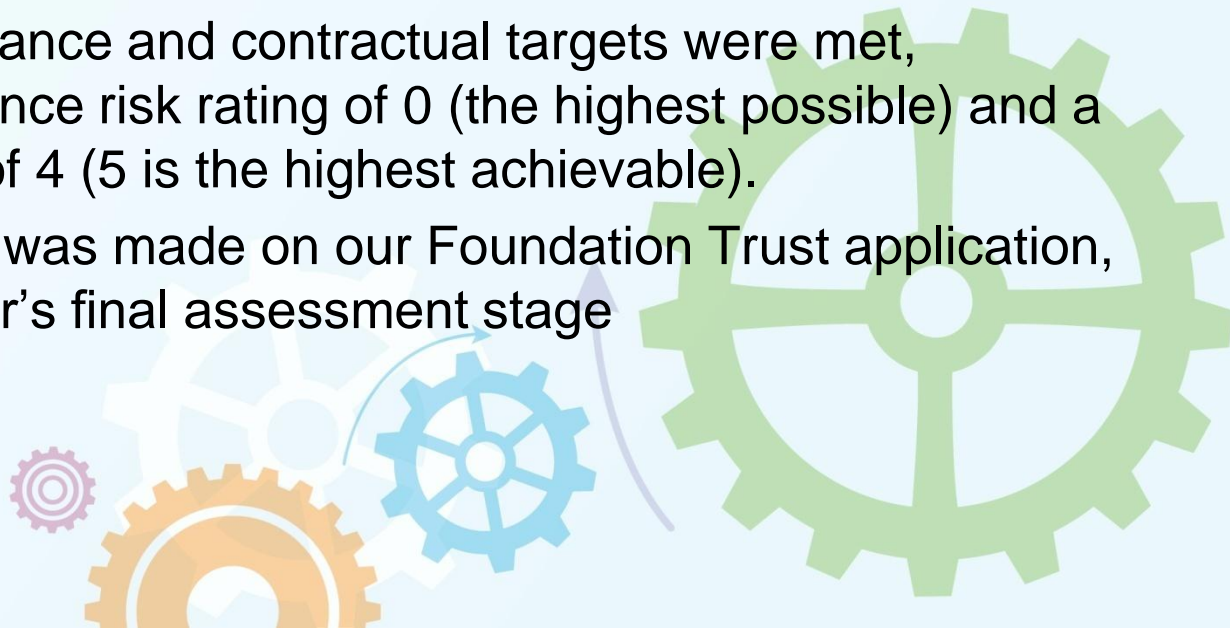 ance and contractual targets were met,
nce risk rating of 0 (the highest possible) and a
of 4 (5 is the highest achievable).
was made on our Foundation Trust application,
r’s final assessment stage